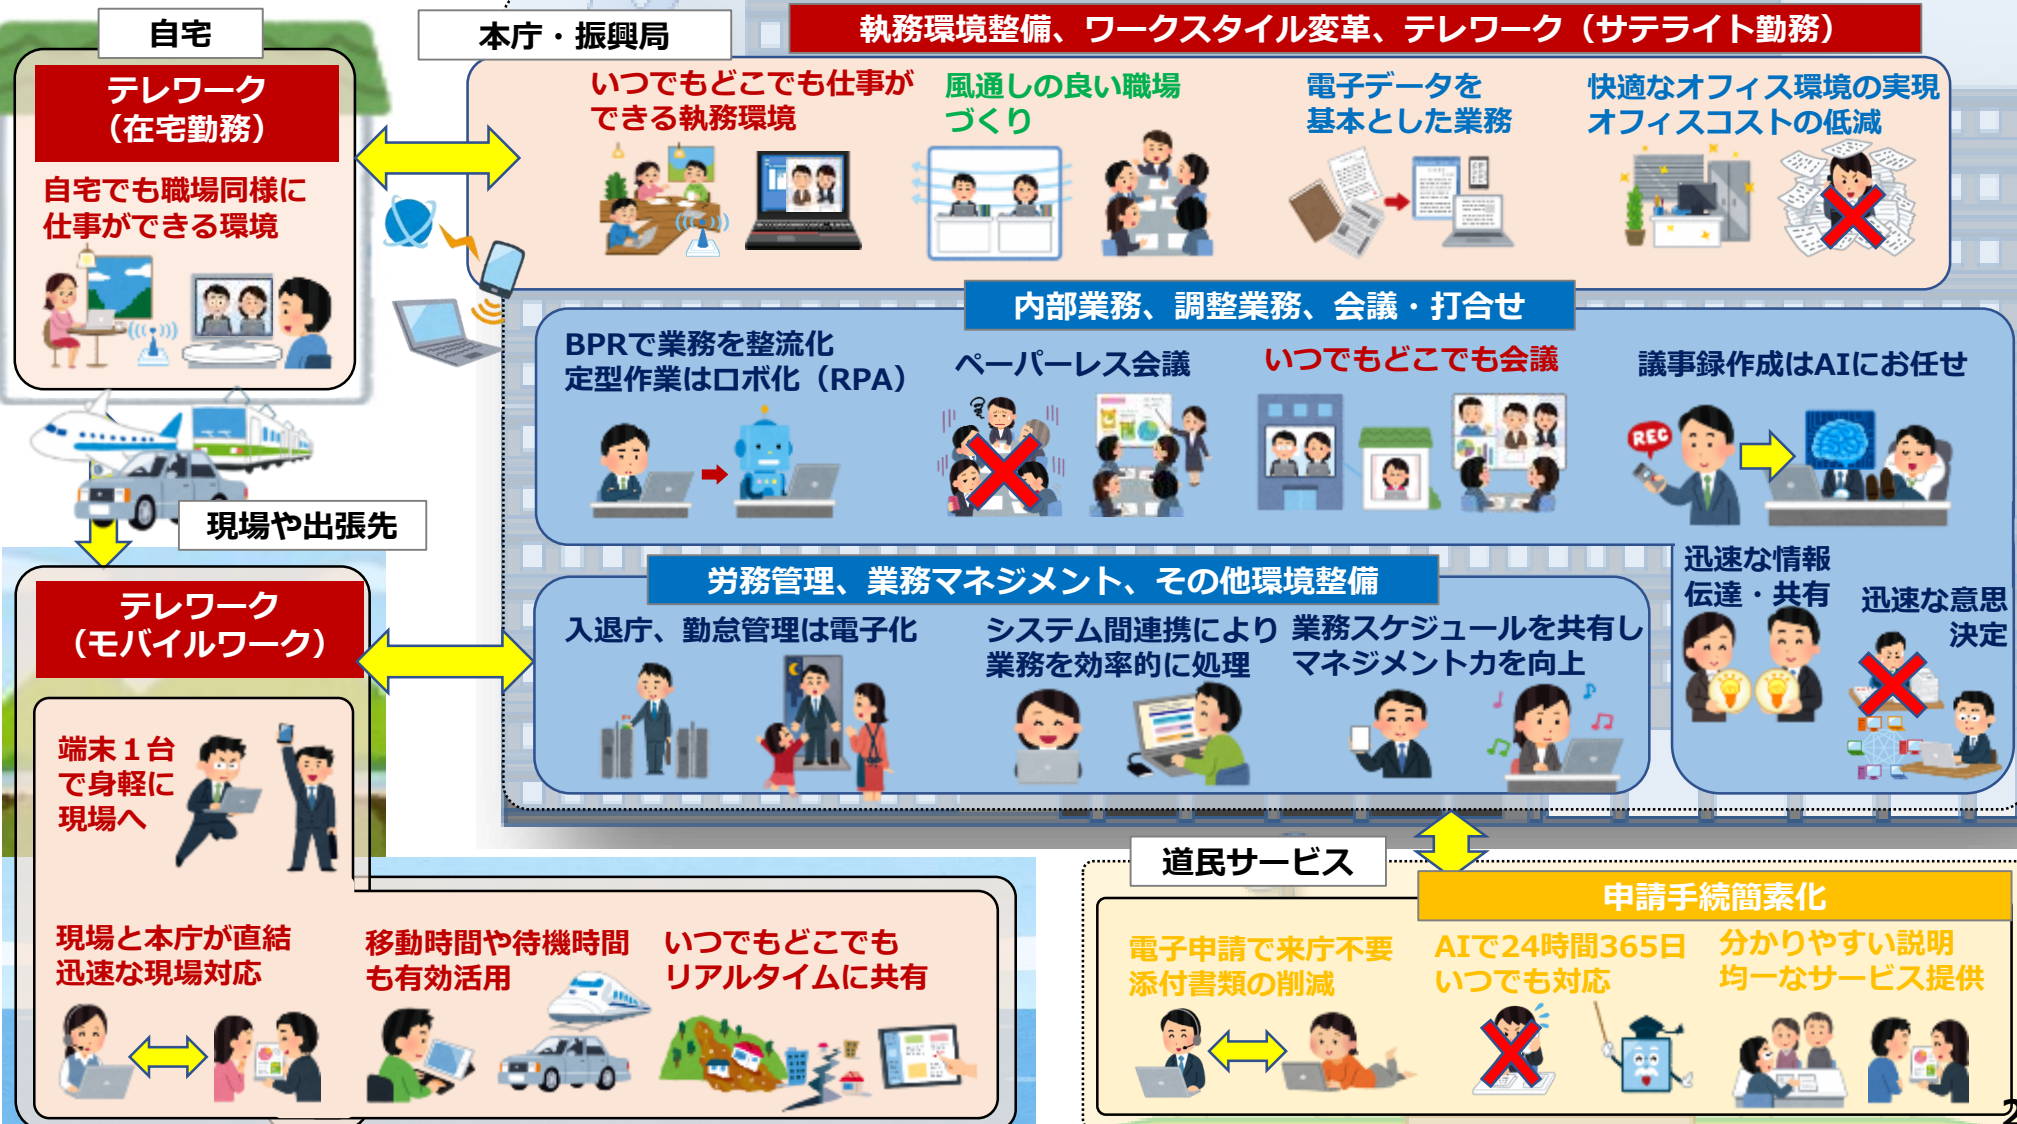 自宅
テレワーク
（在宅勤務）
自宅でも職場同様に
仕事ができる環境
本庁・振興局
執務環境整備、ワークスタイル変革、テレワーク（サテライト勤務）
いつでもどこでも仕事が
できる執務環境
風通しの良い職場
づくり
電子データを
基本とした業務
快適なオフィス環境の実現
オフィスコストの低減
内部業務、調整業務、会議・打合せ
BPRで業務を整流化
定型作業はロボ化（RPA）
ペーパーレス会議
いつでもどこでも会議
議事録作成はAIにお任せ
REC
迅速な情報
伝達・共有
迅速な意思
決定
労務管理、業務マネジメント、その他環境整備
入退庁、勤怠管理は電子化
システム間連携により
業務を効率的に処理
業務スケジュールを共有し
マネジメント力を向上
現場や出張先
テレワーク
（モバイルワーク）
端末１台
で身軽に
現場へ
現場と本庁が直結
迅速な現場対応
移動時間や待機時間
も有効活用
いつでもどこでも
リアルタイムに共有
道民サービス
申請手続簡素化
電子申請で来庁不要
添付書類の削減
AIで24時間365日
いつでも対応
分かりやすい説明
均一なサービス提供